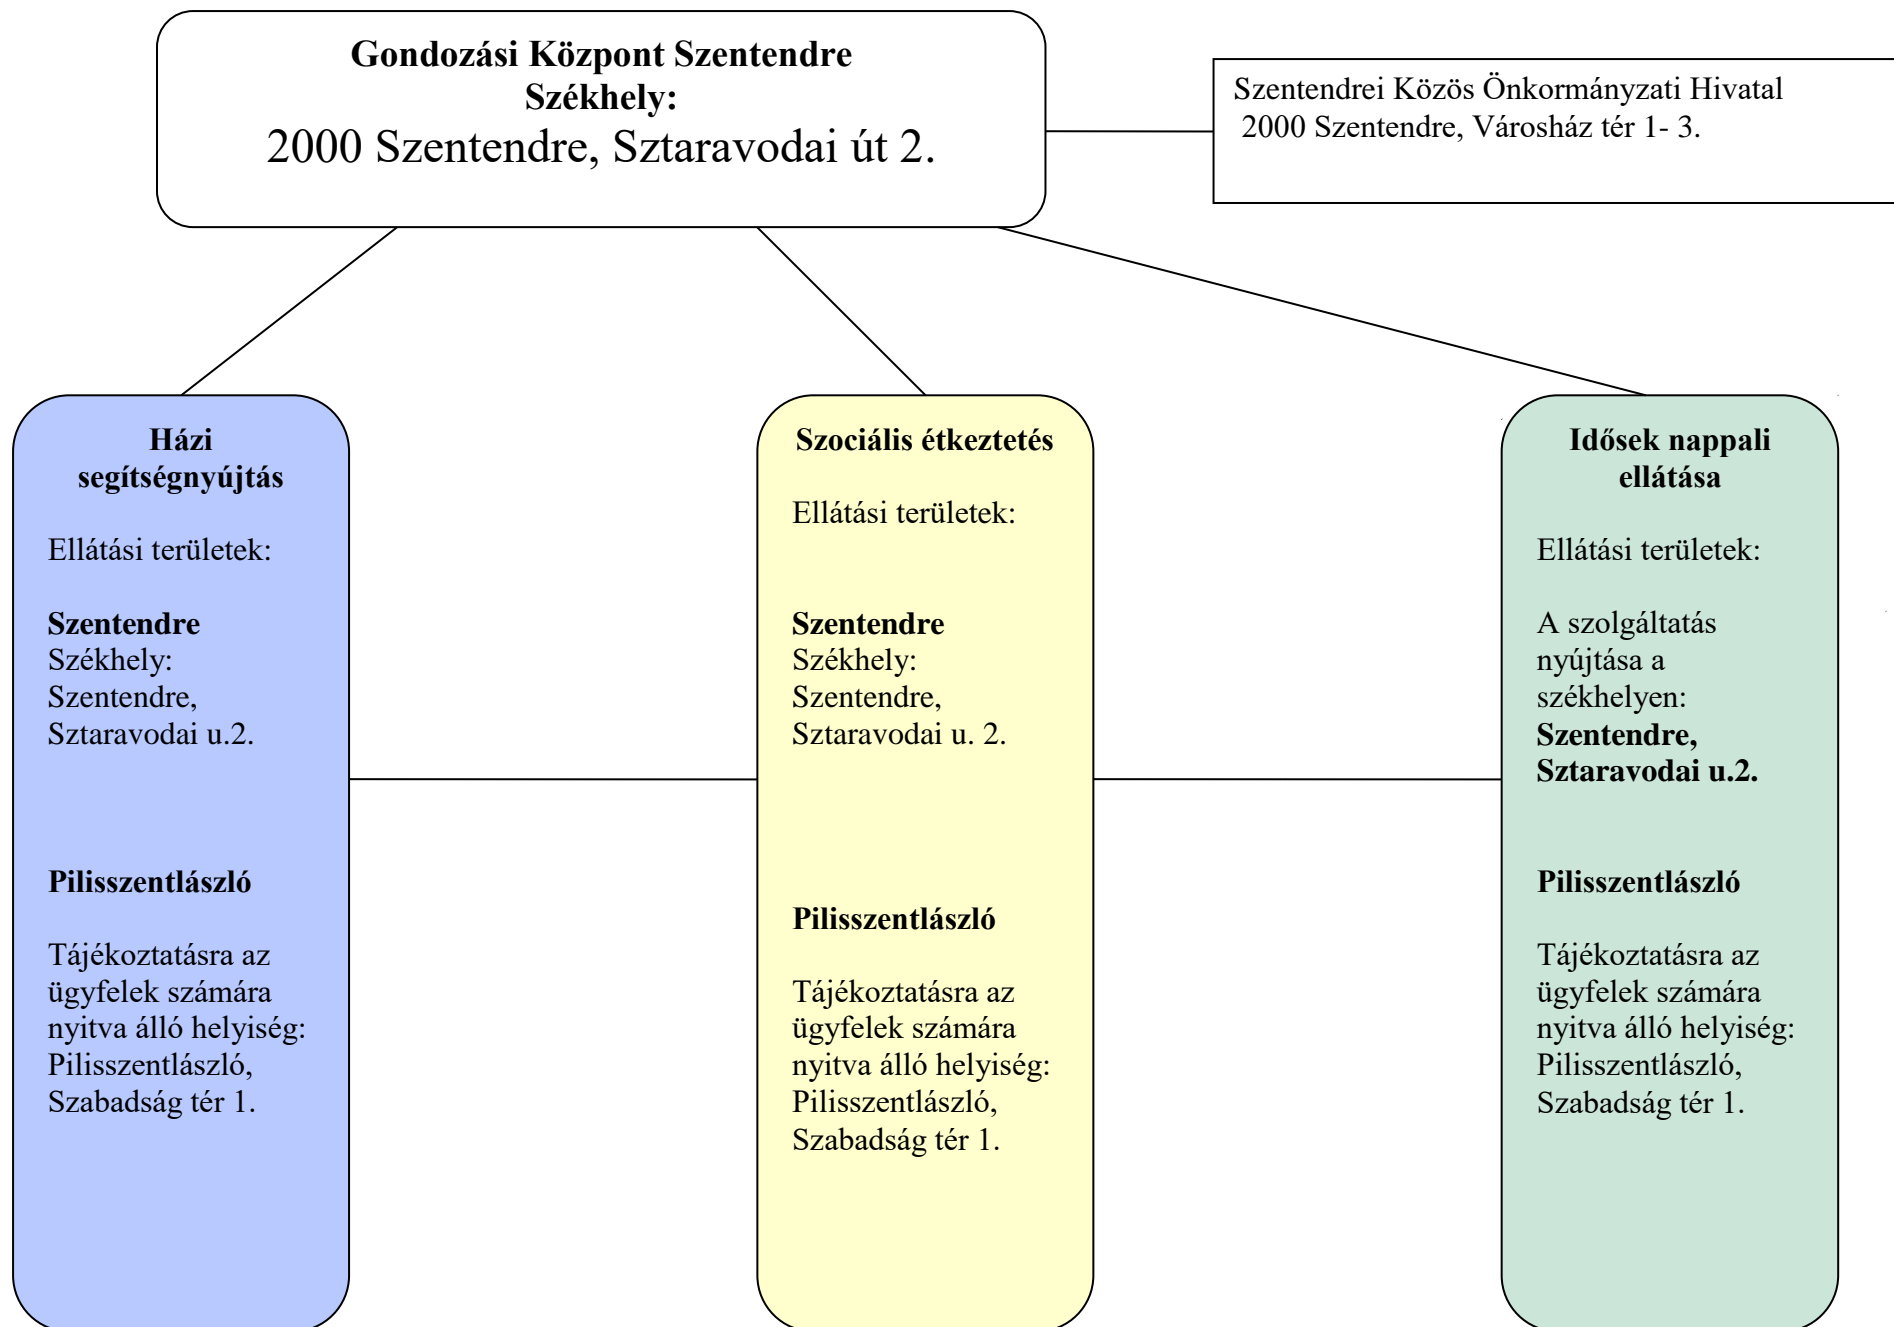 Gondozási Központ Szentendre
Székhely:
2000 Szentendre, Sztaravodai út 2.
Szentendrei Közös Önkormányzati Hivatal
2000 Szentendre, Városház tér 1- 3.
Házi
segítségnyújtás
Ellátási területek:
Szentendre
Székhely:
Szentendre,
Sztaravodai u.2.
Pilisszentlászló
Tájékoztatásra az
ügyfelek számára
nyitva álló helyiség:
Pilisszentlászló,
Szabadság tér 1.
Szociális étkeztetés
Ellátási területek:
Szentendre
Székhely:
Szentendre,
Sztaravodai u. 2.
Pilisszentlászló
Tájékoztatásra az
ügyfelek számára
nyitva álló helyiség:
Pilisszentlászló,
Szabadság tér 1.
Idősek nappali
ellátása
Ellátási területek:
A szolgáltatás
nyújtása a
székhelyen:
Szentendre,
Sztaravodai u.2.
Pilisszentlászló
Tájékoztatásra az
ügyfelek számára
nyitva álló helyiség:
Pilisszentlászló,
Szabadság tér 1.